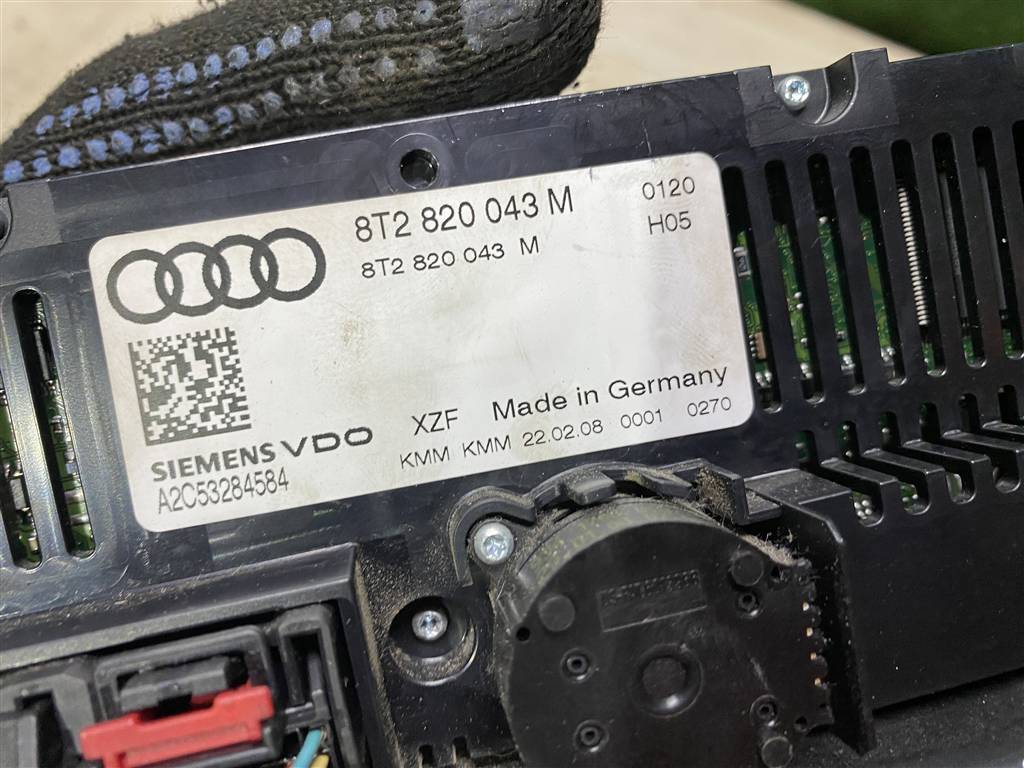 8T2 820 043 M 0120
8T2 820 043 M H05
SIEMENS VDO XZF Made in Germany
A2C53284584 KMM KMM 22.02.08 0001 0270